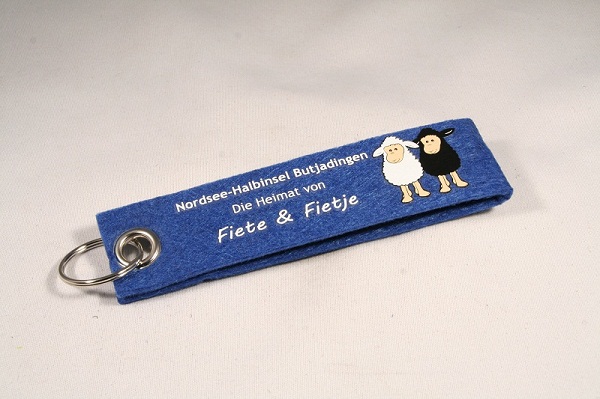 Nordsee-Halbinsel Butjadingen
Die Heimat von
Fiete & Fietje